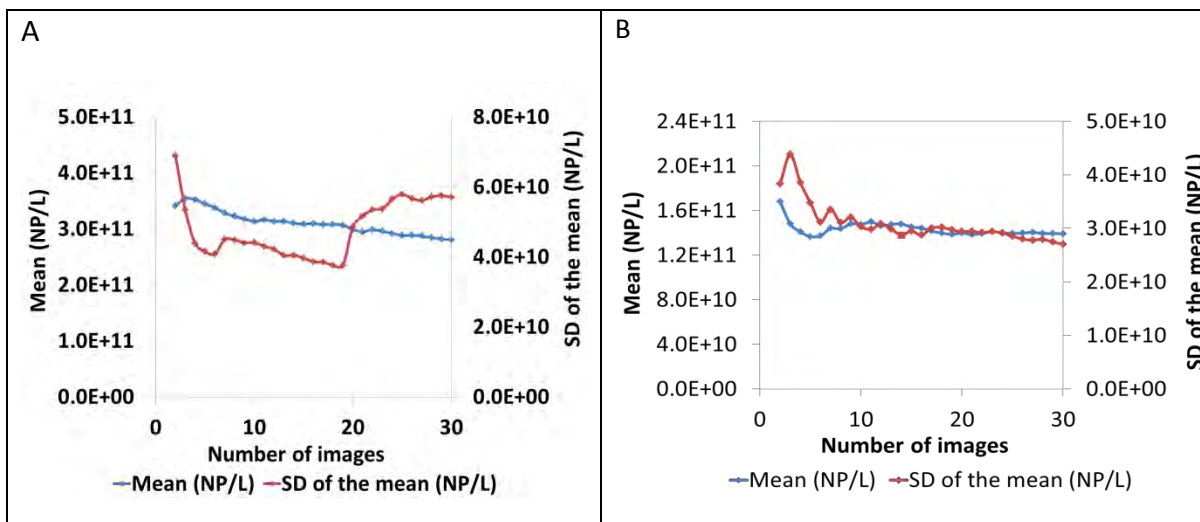 A
5.0E+11
4.0E+11
3.0E+11
2.0E+11
1.0E+11
0.0E+00
Mean (NP/L)
8.0E+10
6.0E+10
4.0E+10
2.0E+10
0.0E+00
SD of the mean (NP/L)
0 10 20 30
Number of images
Mean (NP/L) SD of the mean (NP/L)
B
2.4E+11
2.0E+11
1.6E+11
1.2E+11
8.0E+10
4.0E+10
0.0E+00
Mean (NP/L)
5.0E+10
4.0E+10
3.0E+10
2.0E+10
1.0E+10
0.0E+00
SD of the mean (NP/L)
0 10 20 30
Number of images
Mean (NP/L) SD of the mean (NP/L)